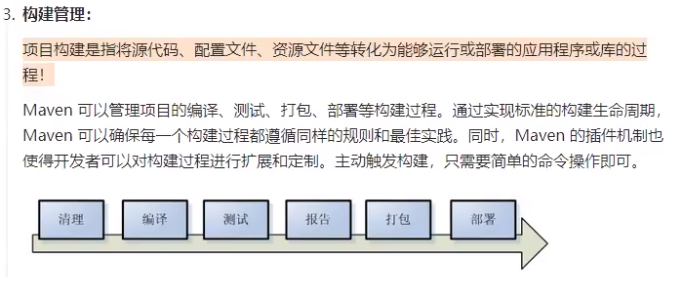 3. 构建管理：
项目构建是指将源代码、配置文件、资源文件等转化为能够运行或部署的应用程序或库的过
程！
Maven 可以管理项目的编译、测试、打包、部署等构建过程。通过实现标准的构建生命周期，
Maven 可以确保每一个构建过程都遵循同样的规则和最佳实践。同时，Maven 的插件机制也
使得开发者可以对构建过程进行扩展和定制。主动触发构建，只需要简单的命令操作即可。
清理 编译 测试 报告 打包 部署